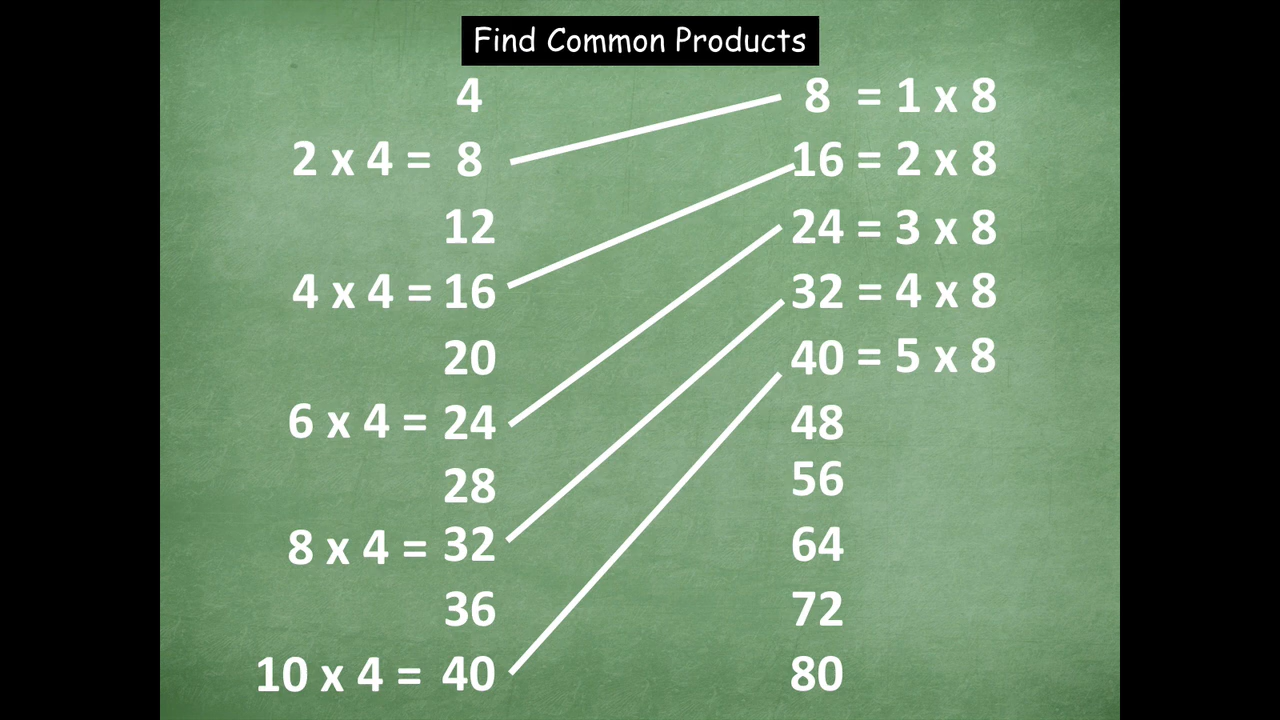 Find Common Products
4 8 = 1 x 8
2 x 4 = 8 16 = 2 x 8
12 24 = 3 x 8
4 x 4 = 16 32 = 4 x 8
20 40 = 5 x 8
6 x 4 = 24 48
28 56
8 x 4 = 32 64
36 72
10 x 4 = 40 80